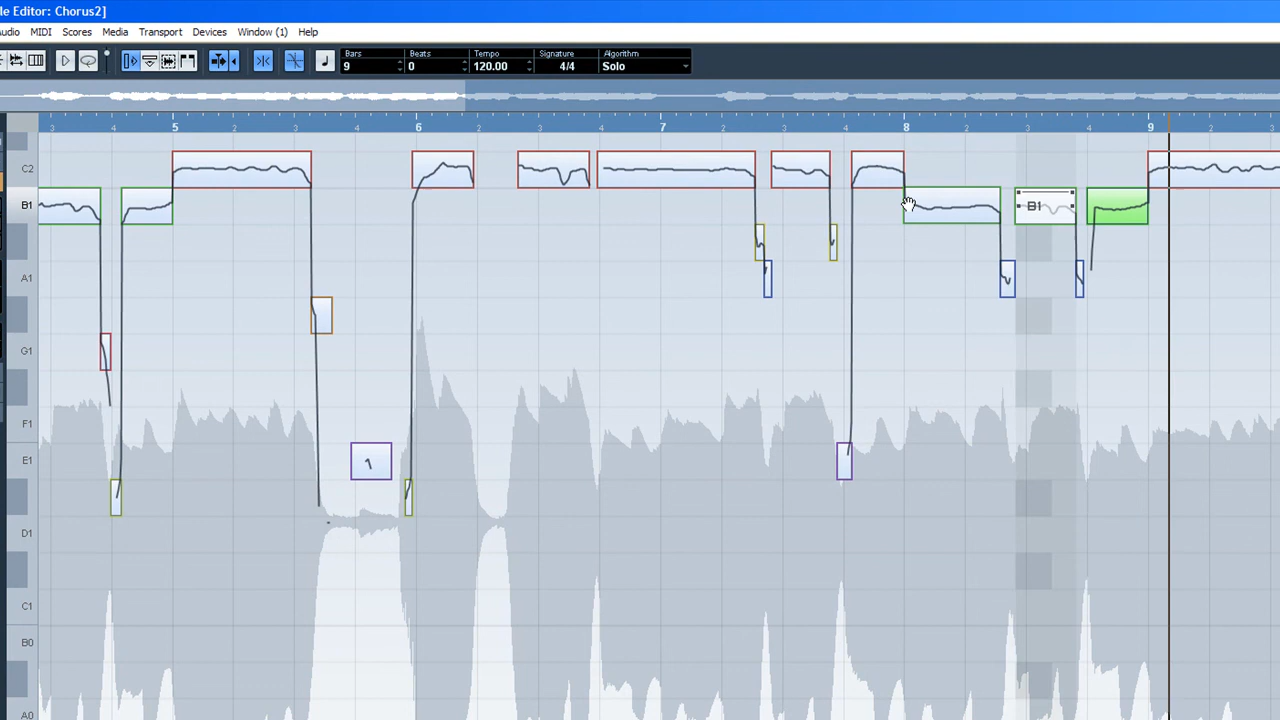 le Editor: Chorus2]
Audio MIDI Scores Media Transport Devices Window (1) Help
Bars Beats Tempo Signature Algorithm
9 0 120.00 4/4 Solo
3 4 5 2 3 4 6 2 3 4 7 2 3 4 8 2 3 4 9 2 3
C2
B1
B1
A1
G1
F1
E1
D1
C1
B0
A0